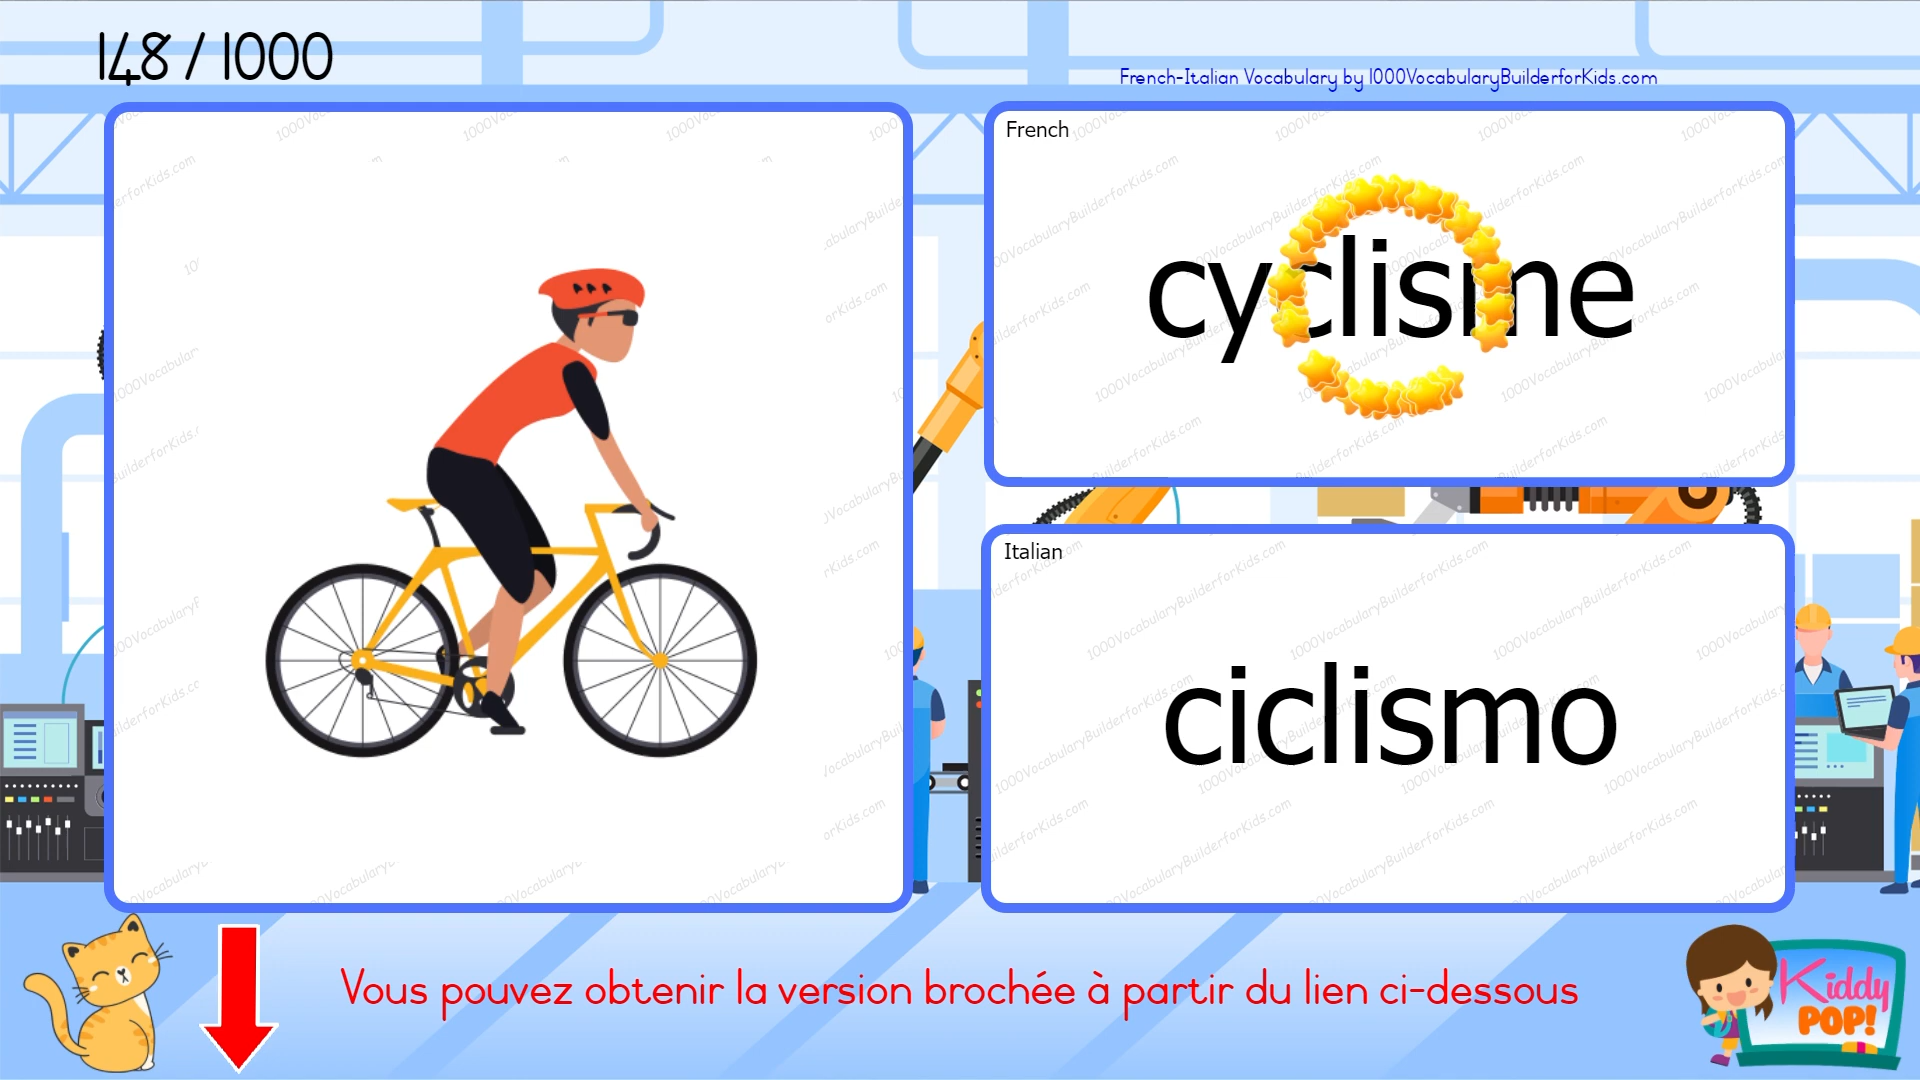 148 / 1000
French-Italian Vocabulary by 1000VocabularyBuilderforKids.com
French
cyclisme
Italian
ciclismo
Vous pouvez obtenir la version brochée à partir du lien ci-dessous
Kiddy
POP!